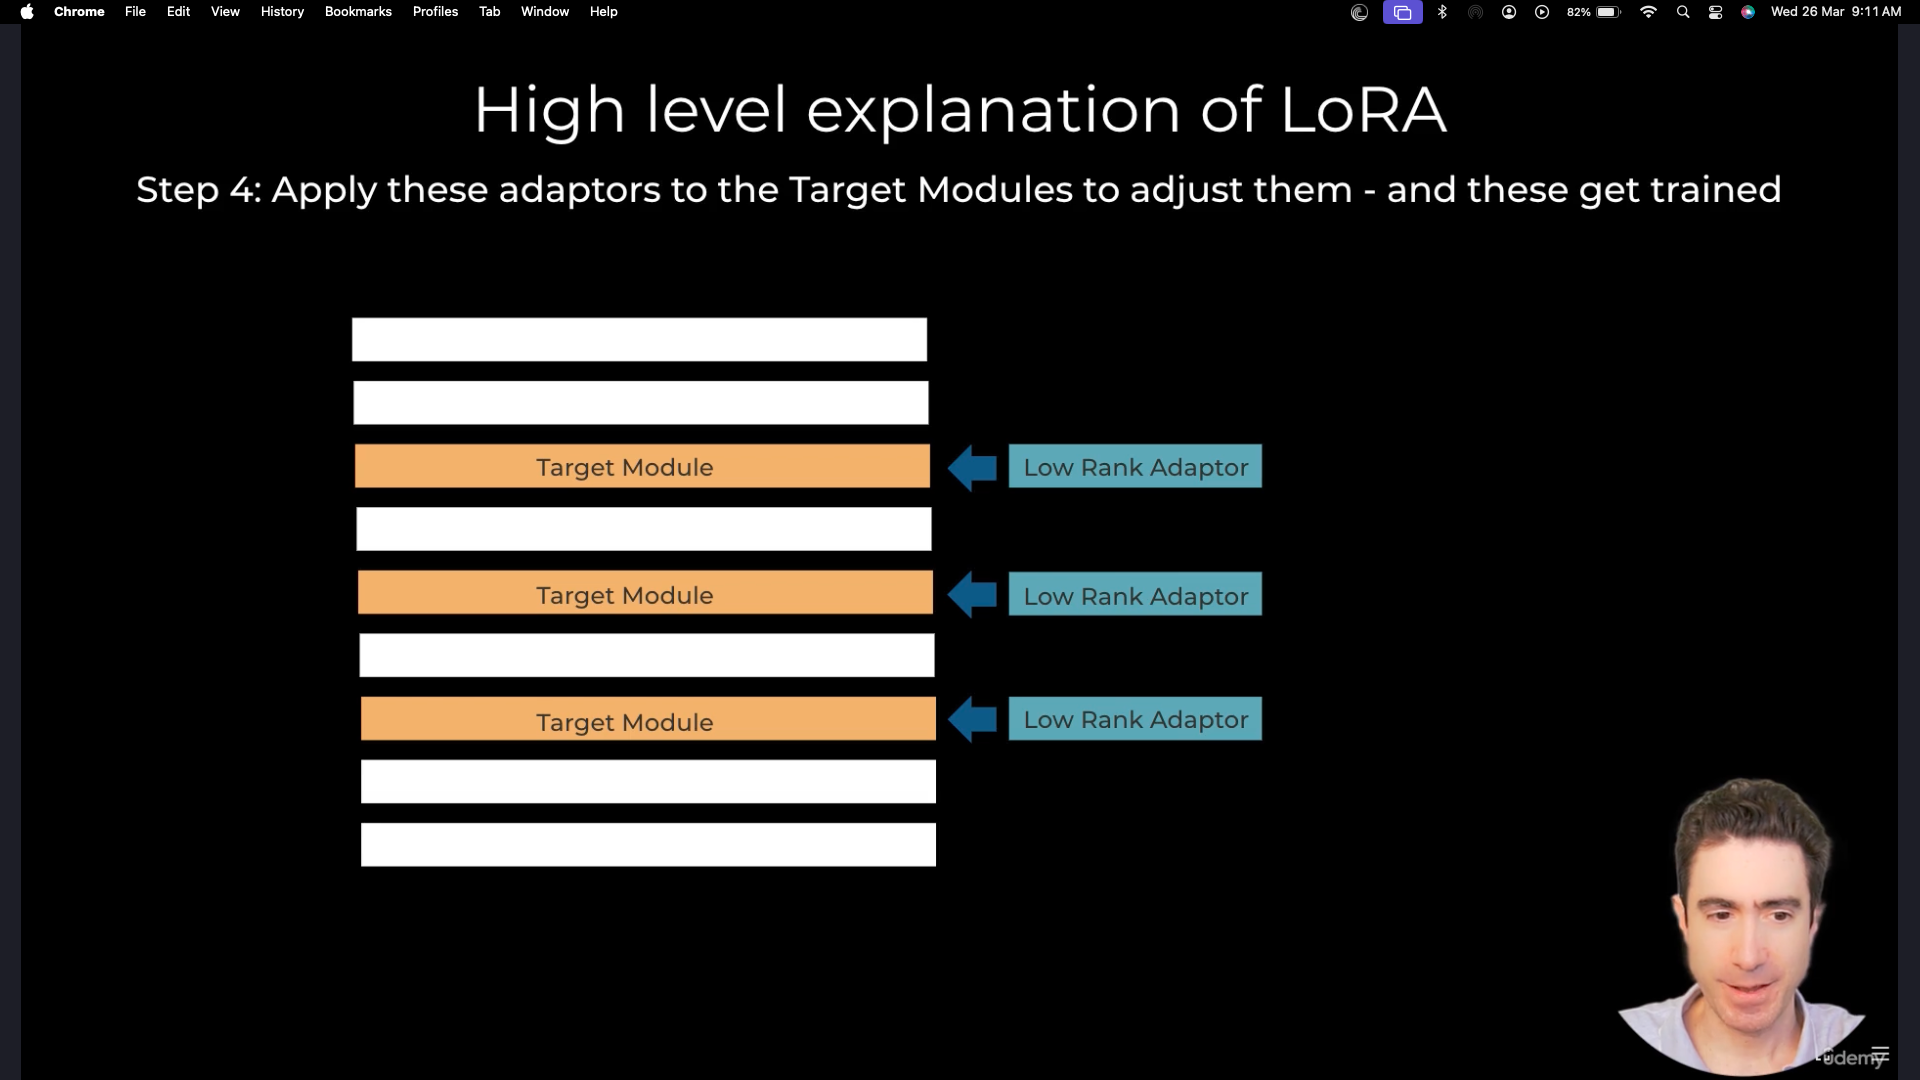 Chrome File Edit View History Bookmarks Profiles Tab Window Help 82% Wed 26 Mar 9:11 AM
High level explanation of LoRA
Step 4: Apply these adaptors to the Target Modules to adjust them - and these get trained
Target Module Low Rank Adaptor
Target Module Low Rank Adaptor
Target Module Low Rank Adaptor
ûdemy